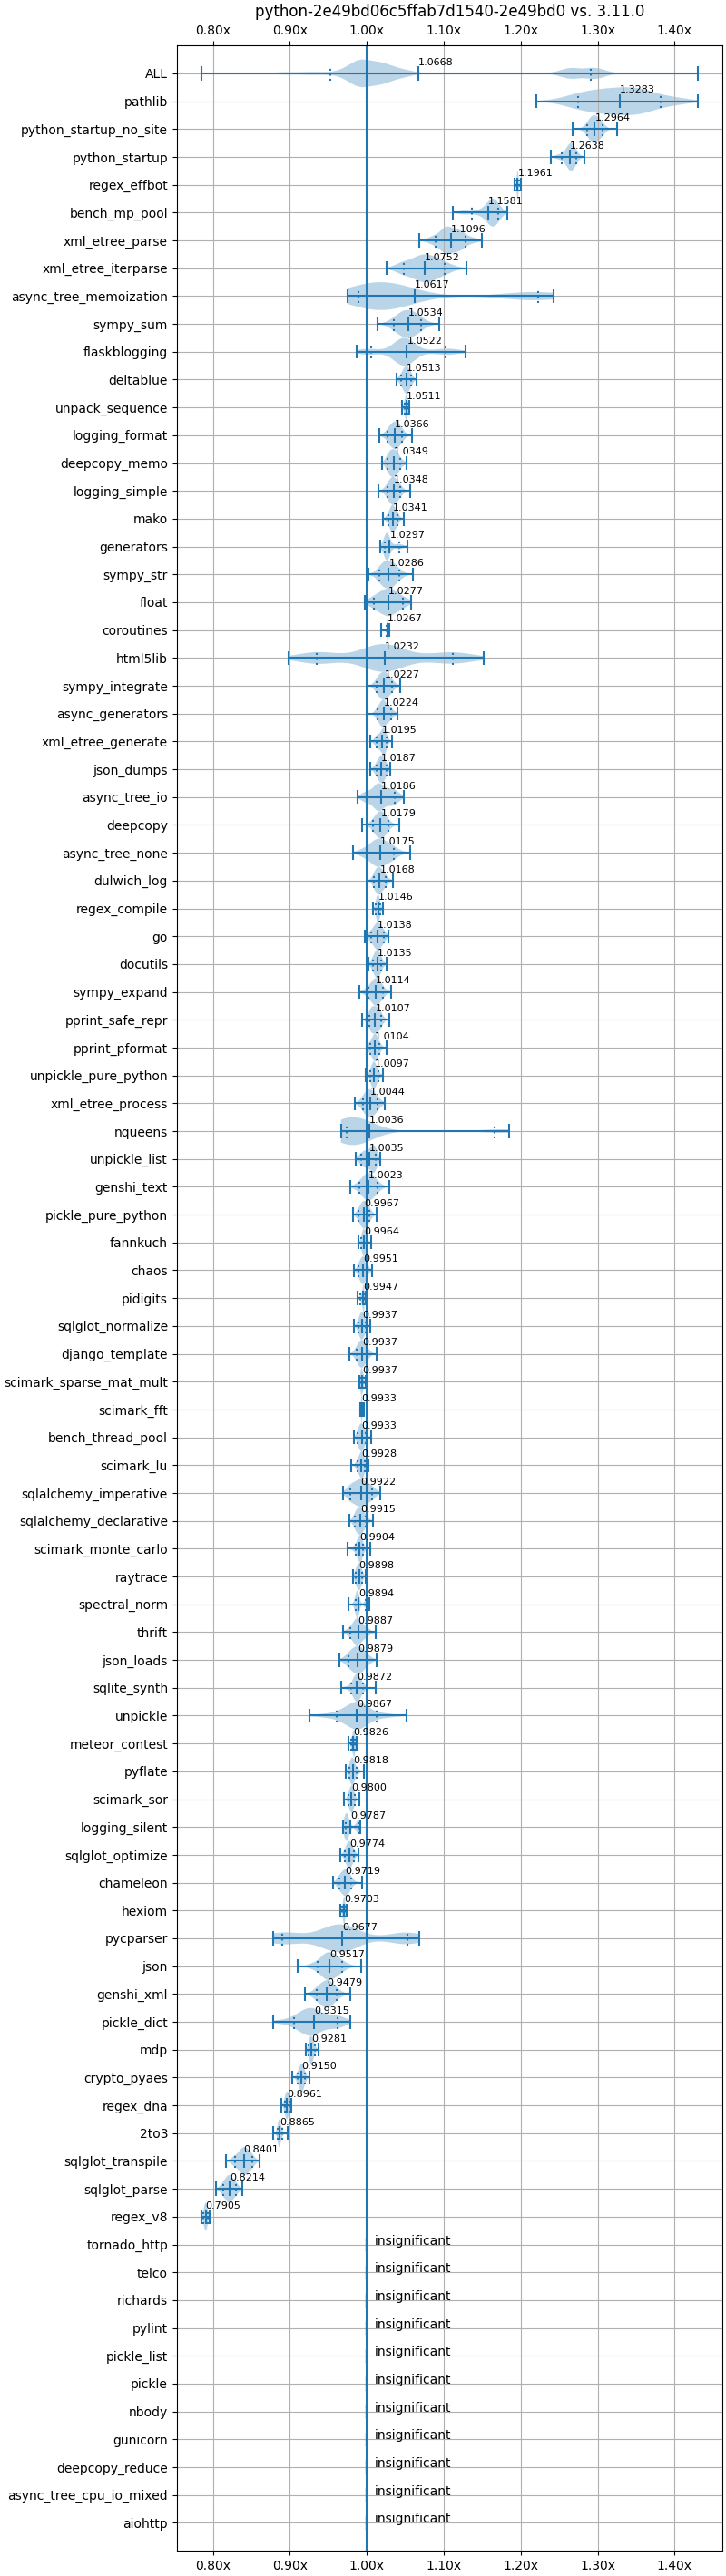 python-2e49bd06c5ffab7d1540-2e49bd0 vs. 3.11.0
0.80x 0.90x 1.00x 1.10x 1.20x 1.30x 1.40x
ALL 1.0668
pathlib 1.3283
python_startup_no_site 1.2964
python_startup 1.2638
regex_effbot 1.1961
bench_mp_pool 1.1581
xml_etree_parse 1.1096
xml_etree_iterparse 1.0752
async_tree_memoization 1.0617
sympy_sum 1.0534
flaskblogging 1.0522
deltablue 1.0513
unpack_sequence 1.0511
logging_format 1.0366
deepcopy_memo 1.0349
logging_simple 1.0348
mako 1.0341
generators 1.0297
sympy_str 1.0286
float 1.0277
coroutines 1.0267
html5lib 1.0232
sympy_integrate 1.0227
async_generators 1.0224
xml_etree_generate 1.0195
json_dumps 1.0187
async_tree_io 1.0186
deepcopy 1.0179
async_tree_none 1.0175
dulwich_log 1.0168
regex_compile 1.0146
go 1.0138
docutils 1.0135
sympy_expand 1.0114
pprint_safe_repr 1.0107
pprint_pformat 1.0104
unpickle_pure_python 1.0097
xml_etree_process 1.0044
nqueens 1.0036
unpickle_list 1.0035
genshi_text 1.0023
pickle_pure_python 0.9967
fannkuch 0.9964
chaos 0.9951
pidigits 0.9947
sqlglot_normalize 0.9937
django_template 0.9937
scimark_sparse_mat_mult 0.9937
scimark_fft 0.9933
bench_thread_pool 0.9933
scimark_lu 0.9928
sqlalchemy_imperative 0.9922
sqlalchemy_declarative 0.9915
scimark_monte_carlo 0.9904
raytrace 0.9898
spectral_norm 0.9894
thrift 0.9887
json_loads 0.9879
sqlite_synth 0.9872
unpickle 0.9867
meteor_contest 0.9826
pyflate 0.9818
scimark_sor 0.9800
logging_silent 0.9787
sqlglot_optimize 0.9774
chameleon 0.9719
hexiom 0.9703
pycparser 0.9677
json 0.9517
genshi_xml 0.9479
pickle_dict 0.9315
mdp 0.9281
crypto_pyaes 0.9150
regex_dna 0.8961
2to3 0.8865
sqlglot_transpile 0.8401
sqlglot_parse 0.8214
regex_v8 0.7905
tornado_http insignificant
telco insignificant
richards insignificant
pylint insignificant
pickle_list insignificant
pickle insignificant
nbody insignificant
gunicorn insignificant
deepcopy_reduce insignificant
async_tree_cpu_io_mixed insignificant
aiohttp insignificant
0.80x 0.90x 1.00x 1.10x 1.20x 1.30x 1.40x